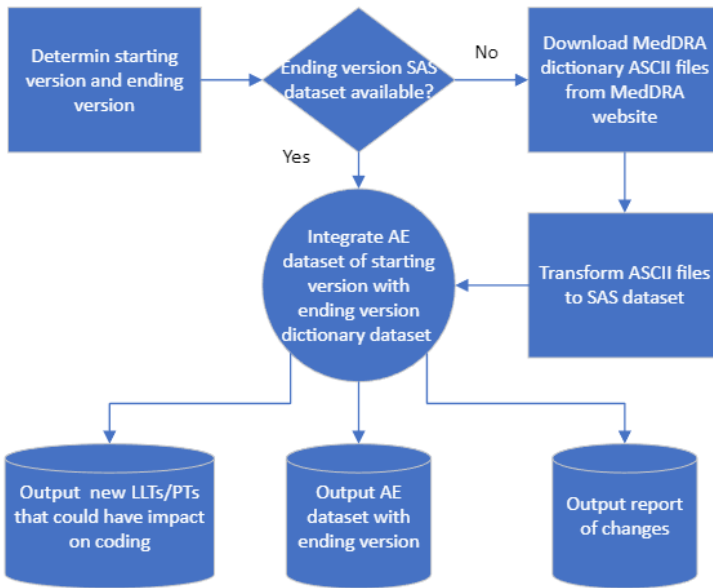 Determin starting
version and ending
version
Ending version SAS
dataset available?
No
Download MedDRA
dictionary ASCII files
from MedDRA
website
Yes
Integrate AE
dataset of starting
version with
ending version
dictionary dataset
Transform ASCII files
to SAS dataset
Output new LLTs/PTs
that could have impact
on coding
Output AE
dataset with
ending version
Output report
of changes